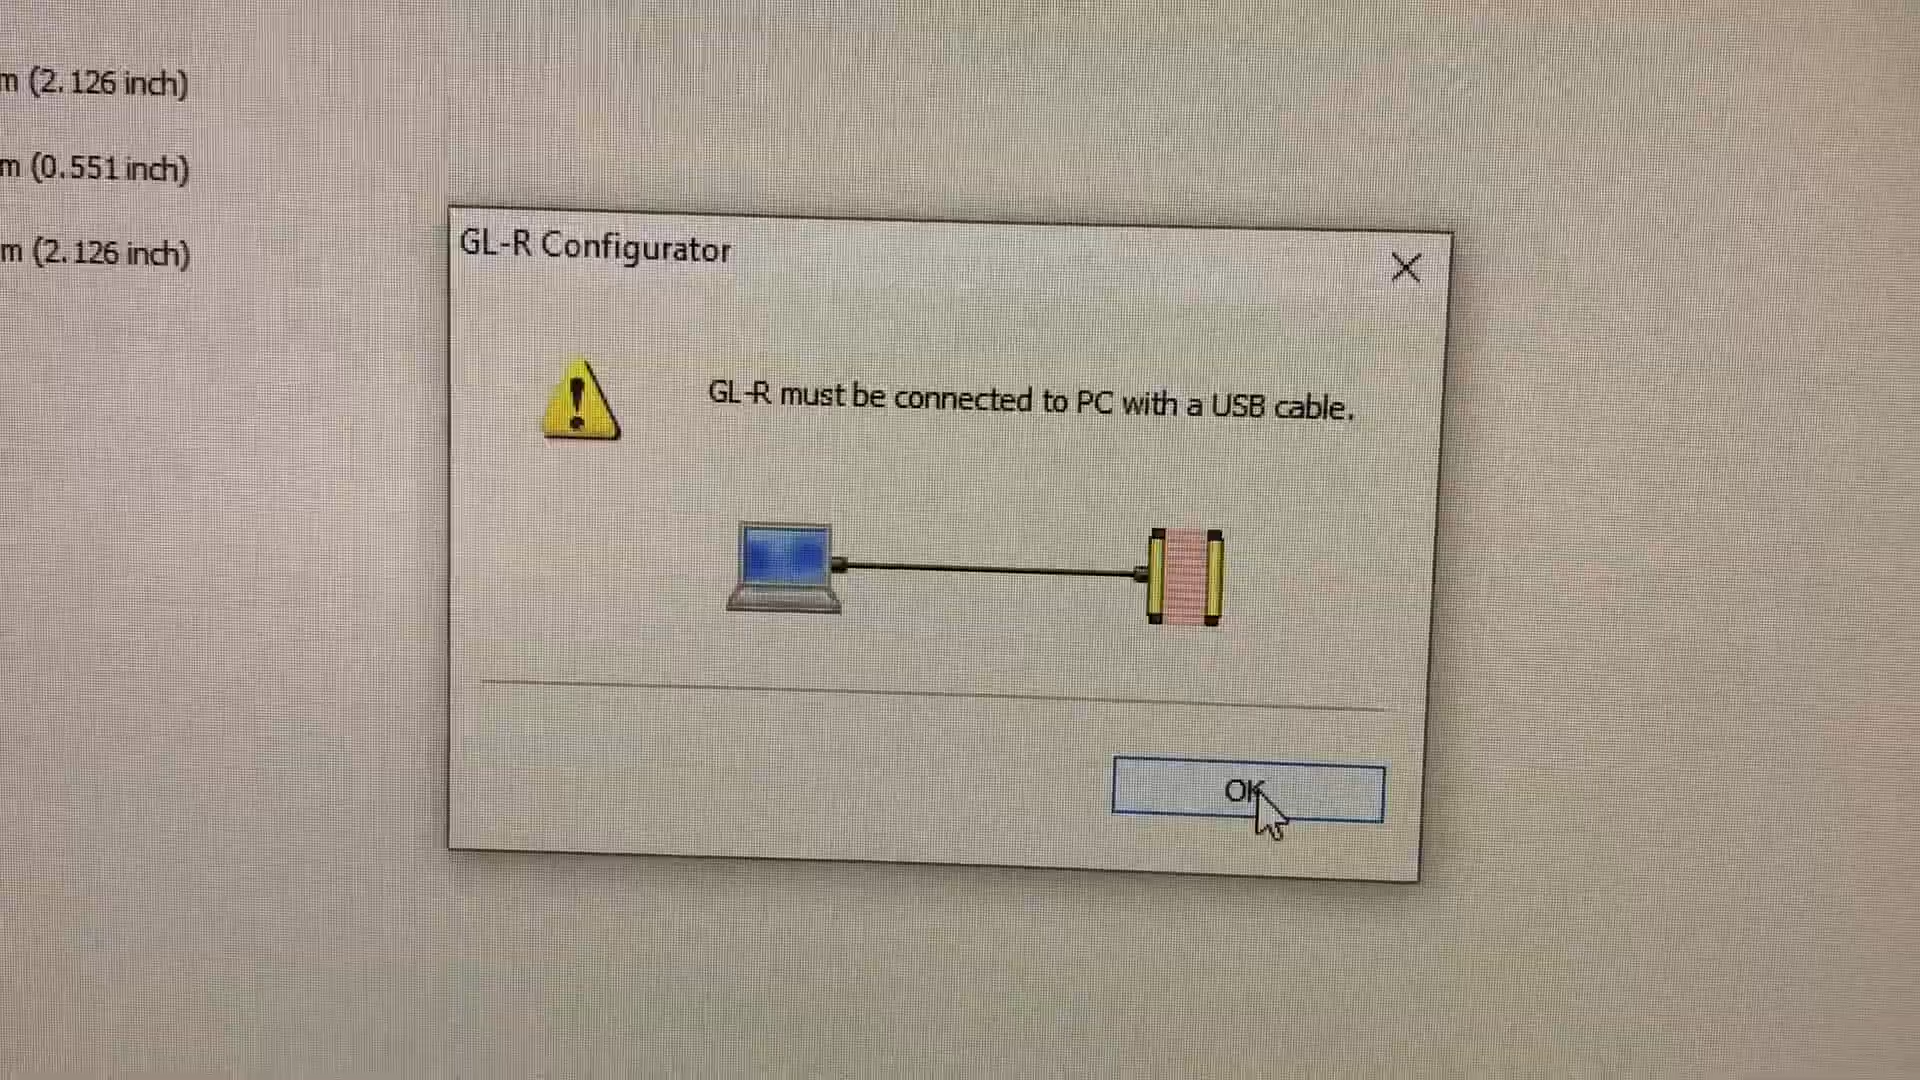 m (2.126 inch)
m (0.551 inch)
m (2.126 inch)
GL-R Configurator
GL-R must be connected to PC with a USB cable.
OK